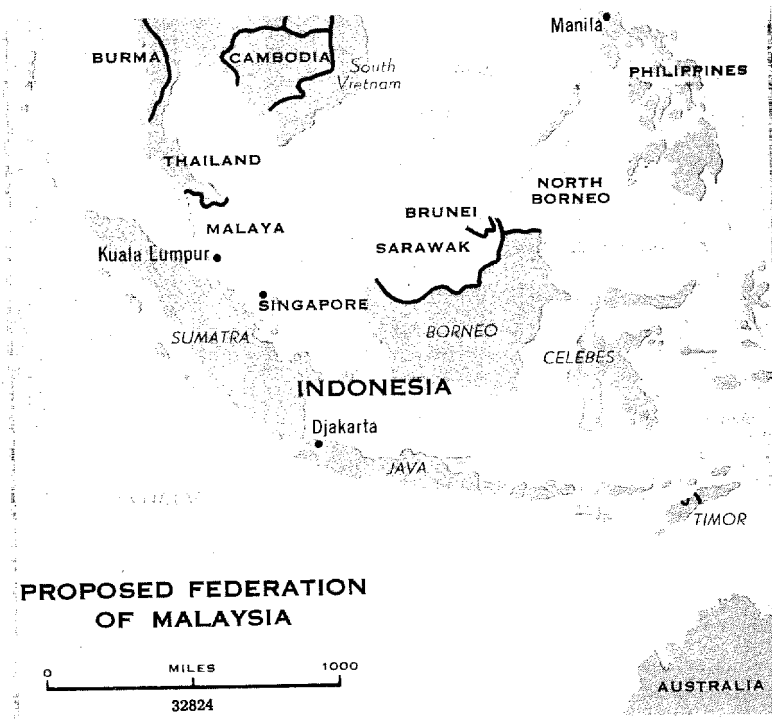 Manila
BURMA
CAMBODIA
South
Vietnam
PHILIPPINES
THAILAND
NORTH
BORNEO
BRUNEI
MALAYA
SARAWAK
Kuala Lumpur
SINGAPORE
SUMATRA
BORNEO
CELEBES
INDONESIA
Djakarta
JAVA
TIMOR
PROPOSED FEDERATION
OF MALAYSIA
0 MILES 1000
32824
AUSTRALIA